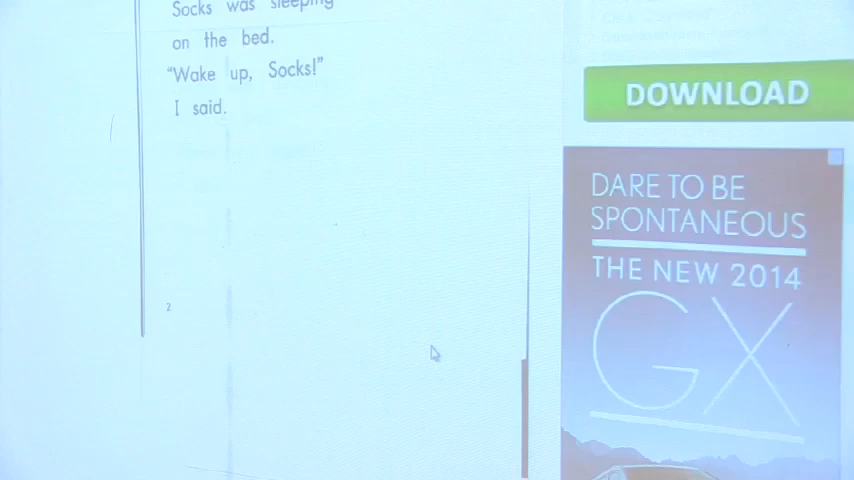 Socks was sleeping
on the bed.
"Wake up, Socks!"
I said.
2
DOWNLOAD
DARE TO BE
SPONTANEOUS
THE NEW 2014
GX